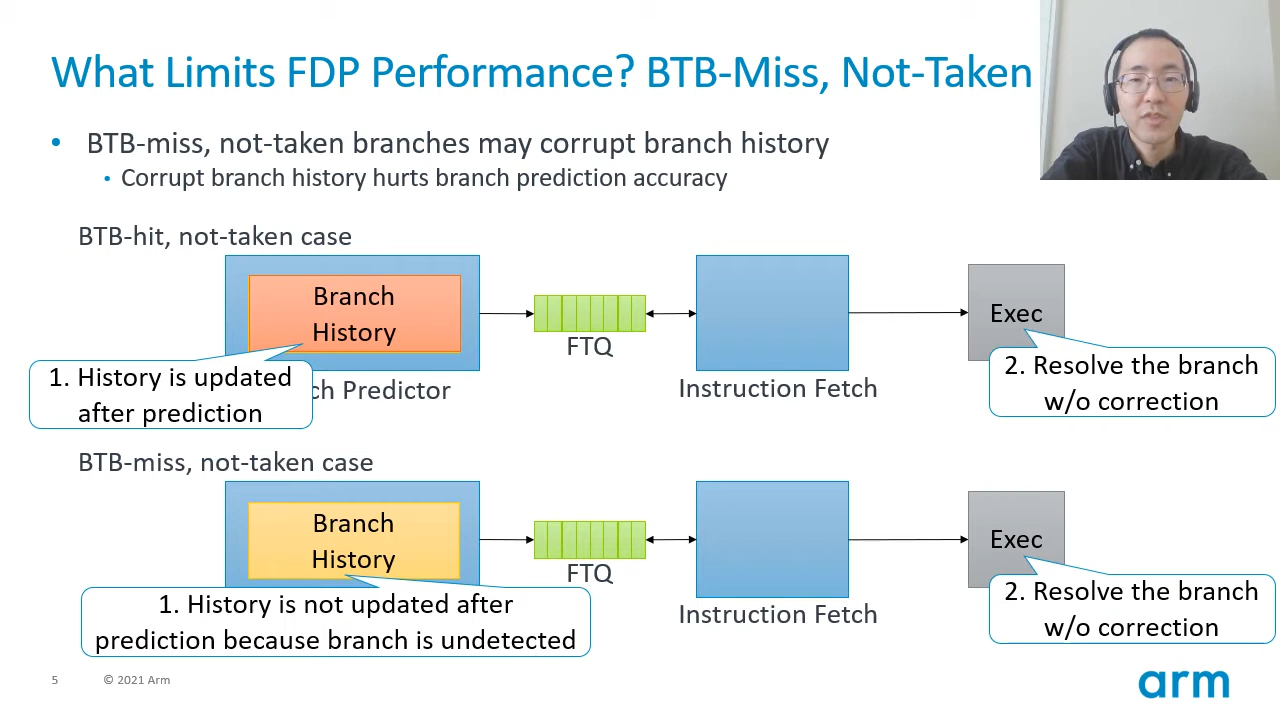 What Limits FDP Performance? BTB-Miss, Not-Taken
• BTB-miss, not-taken branches may corrupt branch history
• Corrupt branch history hurts branch prediction accuracy
BTB-hit, not-taken case
Branch
History
FTQ
Instruction Fetch
Exec
1. History is updated
after prediction
ch Predictor
2. Resolve the branch
w/o correction
BTB-miss, not-taken case
Branch
History
FTQ
Instruction Fetch
Exec
1. History is not updated after
prediction because branch is undetected
2. Resolve the branch
w/o correction
5
© 2021 Arm
arm